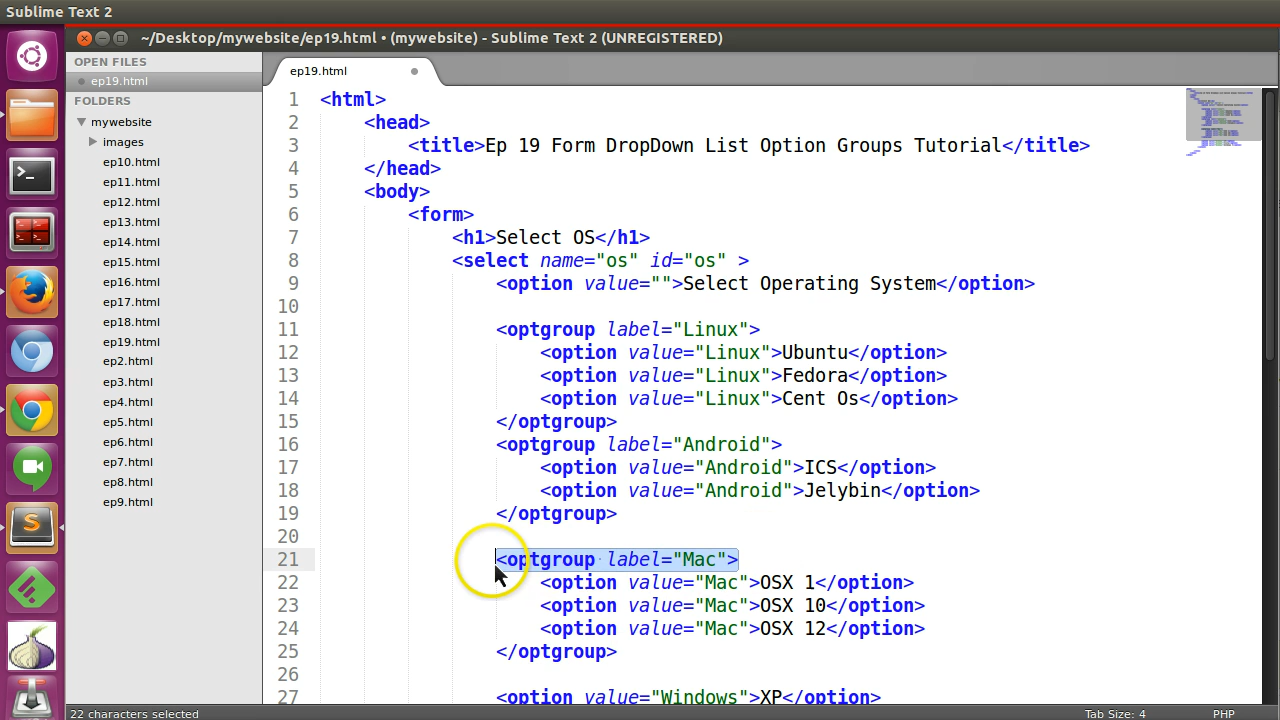 Sublime Text 2
~/Desktop/mywebsite/ep19.html • (mywebsite) - Sublime Text 2 (UNREGISTERED)
OPEN FILES
ep19.html
FOLDERS
mywebsite
images
ep10.html
ep11.html
ep12.html
ep13.html
ep14.html
ep15.html
ep16.html
ep17.html
ep18.html
ep19.html
ep2.html
ep3.html
ep4.html
ep5.html
ep6.html
ep7.html
ep8.html
ep9.html
ep19.html
1 <html>
2 <head>
3 <title>Ep 19 Form DropDown List Option Groups Tutorial</title>
4 </head>
5 <body>
6 <form>
7 <h1>Select OS</h1>
8 <select name="os" id="os" >
9 <option value="">Select Operating System</option>
10
11 <optgroup label="Linux">
12 <option value="Linux">Ubuntu</option>
13 <option value="Linux">Fedora</option>
14 <option value="Linux">Cent Os</option>
15 </optgroup>
16 <optgroup label="Android">
17 <option value="Android">ICS</option>
18 <option value="Android">Jelybin</option>
19 </optgroup>
20
21 <optgroup label="Mac">
22 <option value="Mac">OSX 1</option>
23 <option value="Mac">OSX 10</option>
24 <option value="Mac">OSX 12</option>
25 </optgroup>
26
27 <option value="Windows">XP</option>
22 characters selected
Tab Size: 4
PHP